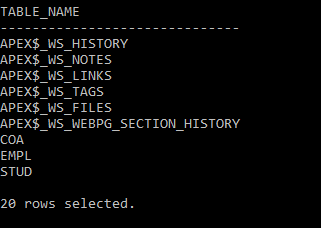 TABLE_NAME
------------------------------
APEX$_WS_HISTORY
APEX$_WS_NOTES
APEX$_WS_LINKS
APEX$_WS_TAGS
APEX$_WS_FILES
APEX$_WS_WEBPG_SECTION_HISTORY
COA
EMPL
STUD
20 rows selected.